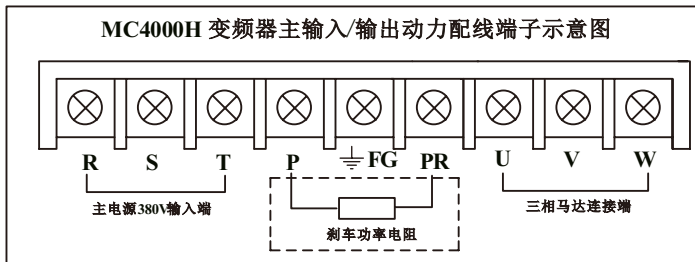 MC4000H 变频器主输入/输出动力配线端子示意图
R S T P FG PR U V W
主电源380V输入端
刹车功率电阻
三相马达连接端